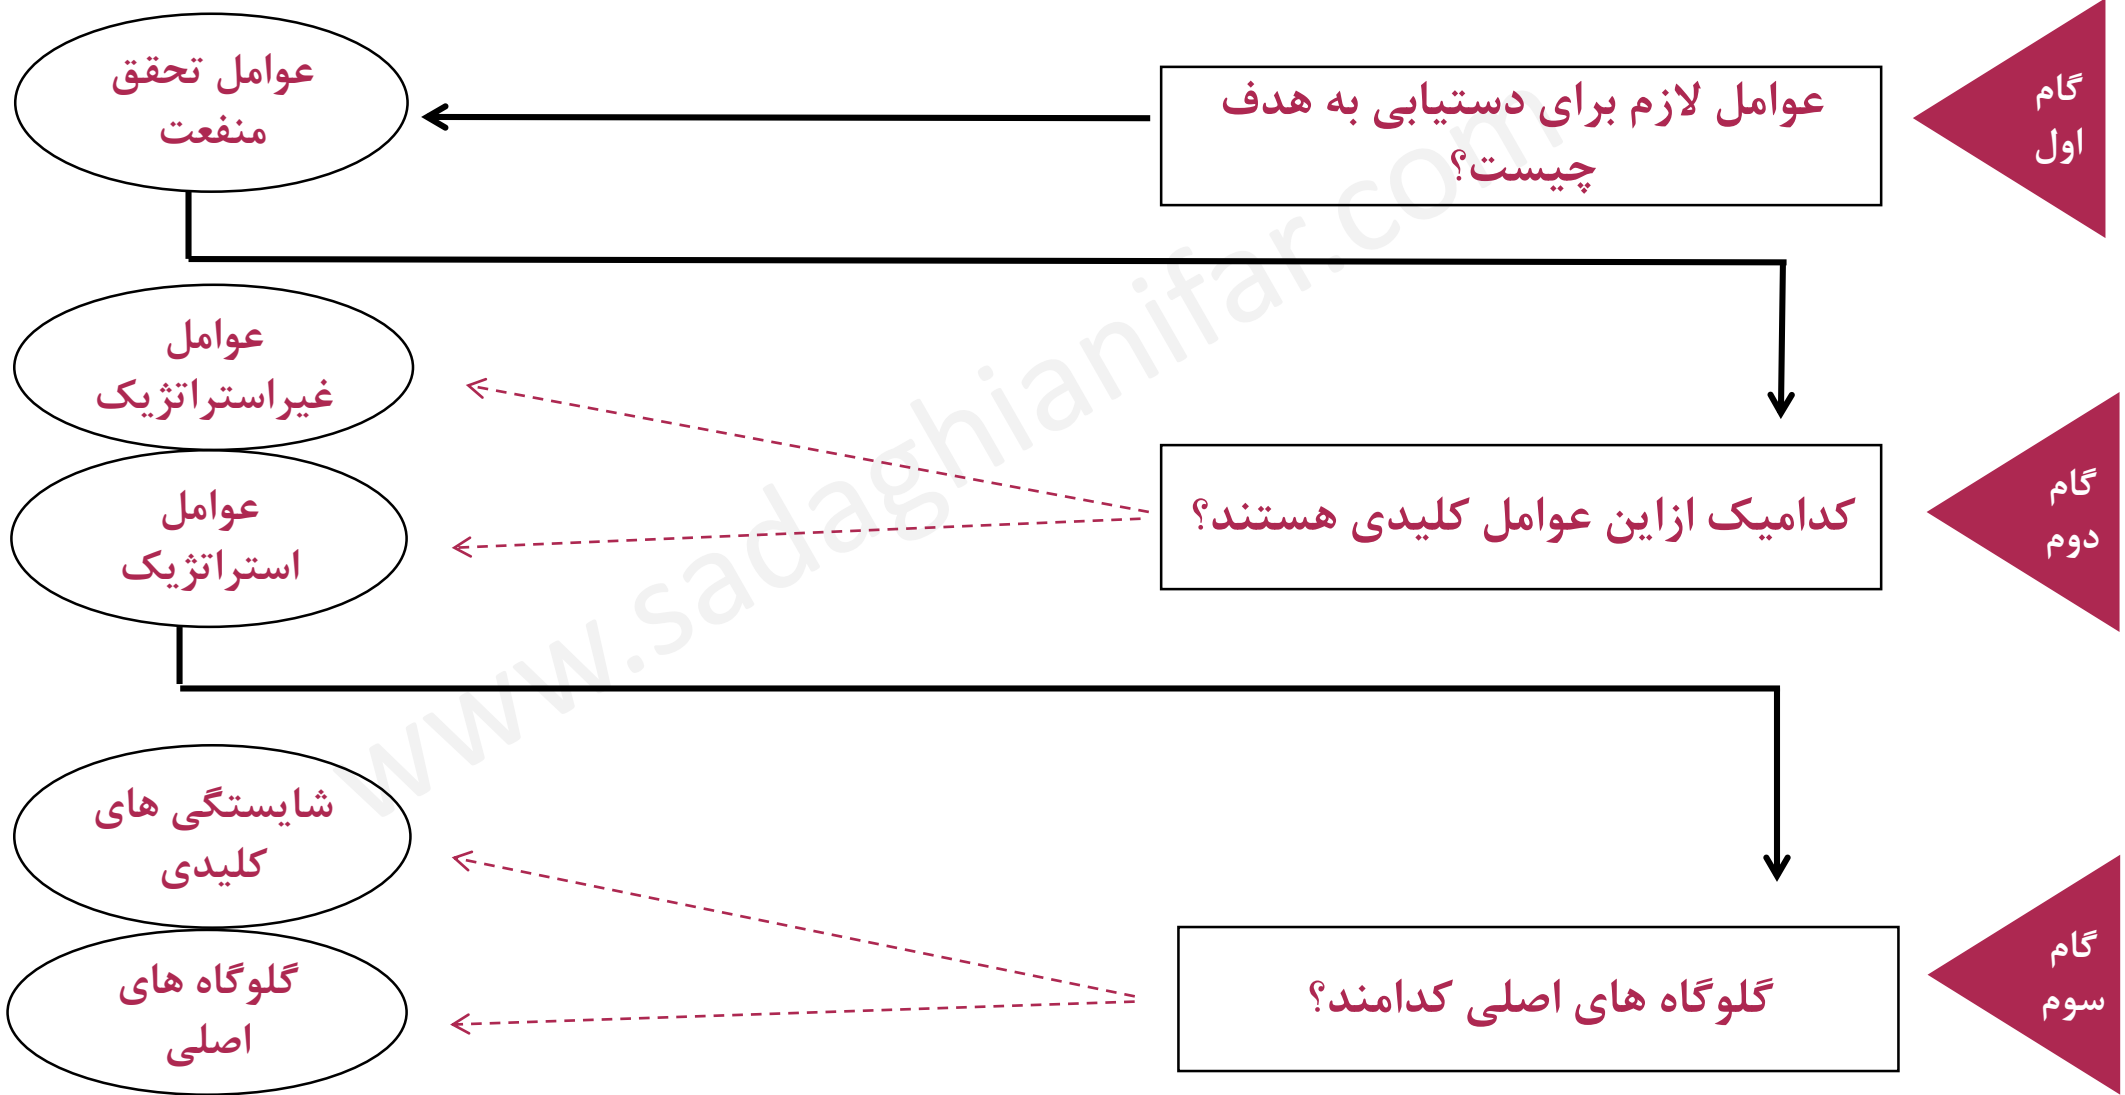 گام
اول
عوامل لازم برای دستیابی به هدف
چیست؟
عوامل تحقق
منفعت
گام
دوم
کدامیک ازاین عوامل کلیدی هستند؟
عوامل
غیراستراتژیک
عوامل
استراتژیک
گام
سوم
گلوگاه های اصلی کدامند؟
شایستگی های
کلیدی
گلوگاه های
اصلی
www.sadaghianifar.com